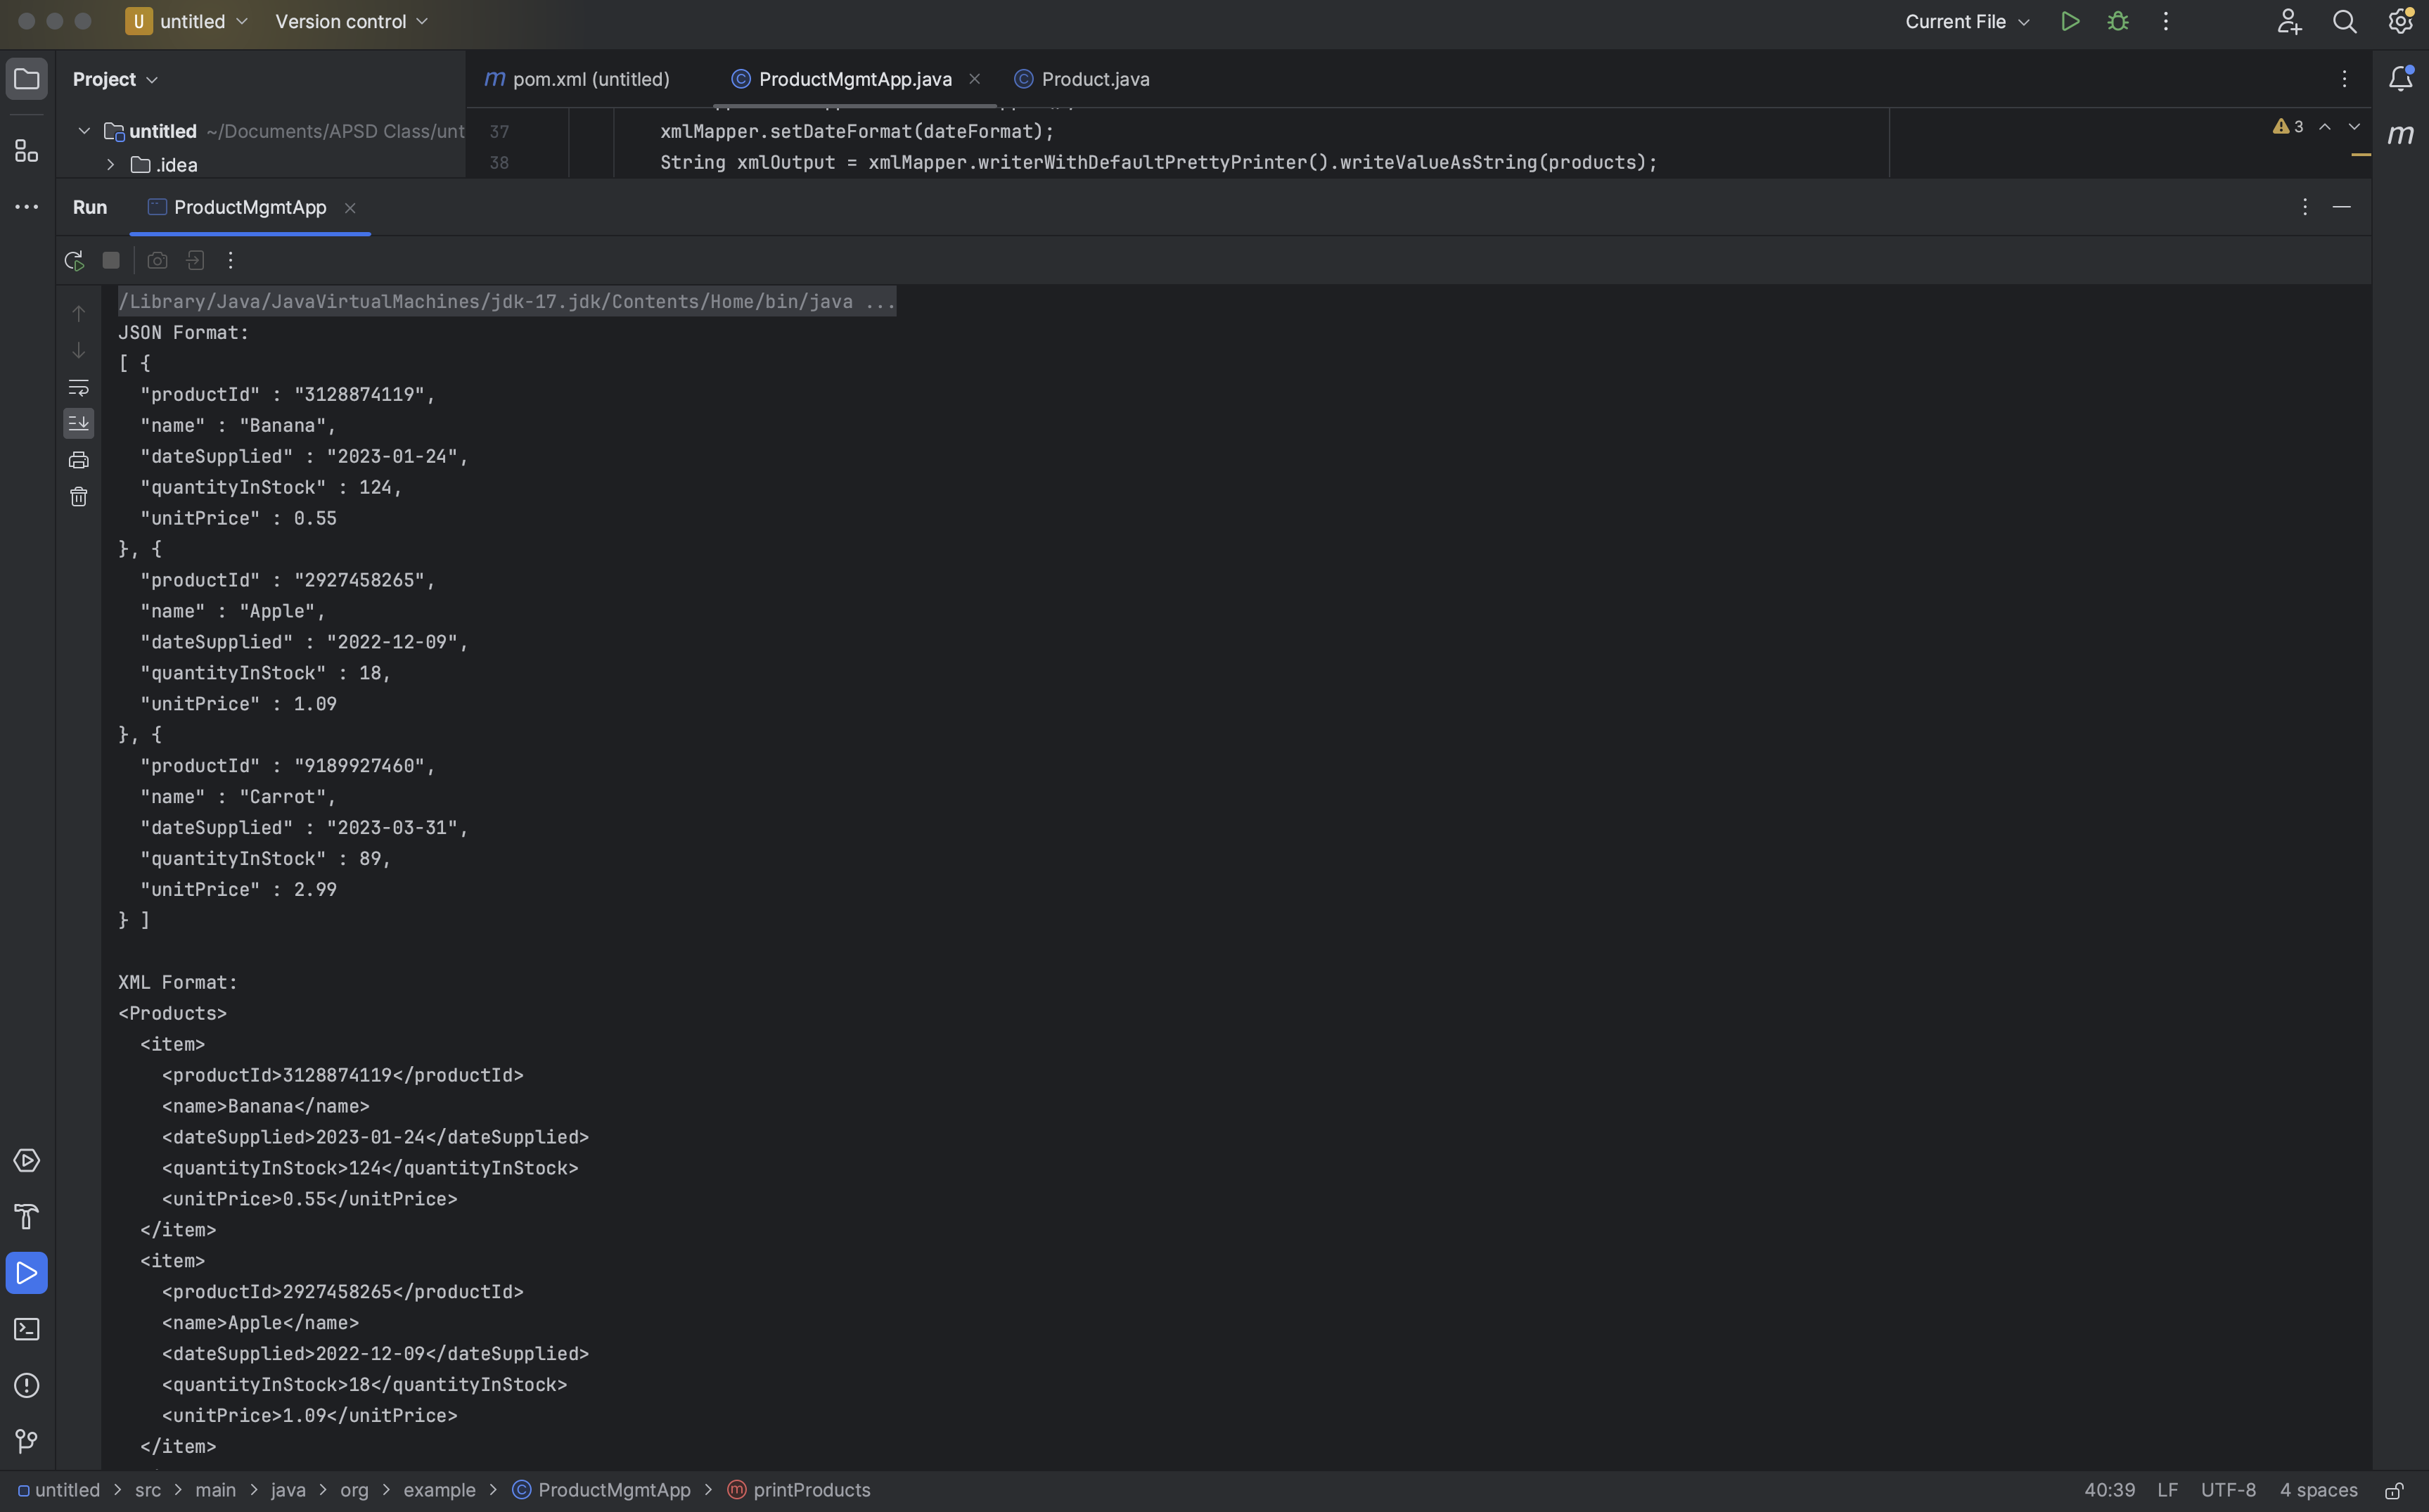 U untitled Version control Current File
Project m pom.xml (untitled) ProductMgmtApp.java Product.java
untitled ~/Documents/APSD Class/unt 37 xmlMapper.setDateFormat(dateFormat); 3
.idea 38 String xmlOutput = xmlMapper.writerWithDefaultPrettyPrinter().writeValueAsString(products);
Run ProductMgmtApp
/Library/Java/JavaVirtualMachines/jdk-17.jdk/Contents/Home/bin/java ...
JSON Format:
[ {
"productId" : "3128874119",
"name" : "Banana",
"dateSupplied" : "2023-01-24",
"quantityInStock" : 124,
"unitPrice" : 0.55
}, {
"productId" : "2927458265",
"name" : "Apple",
"dateSupplied" : "2022-12-09",
"quantityInStock" : 18,
"unitPrice" : 1.09
}, {
"productId" : "9189927460",
"name" : "Carrot",
"dateSupplied" : "2023-03-31",
"quantityInStock" : 89,
"unitPrice" : 2.99
} ]
XML Format:
<Products>
<item>
<productId>3128874119</productId>
<name>Banana</name>
<dateSupplied>2023-01-24</dateSupplied>
<quantityInStock>124</quantityInStock>
<unitPrice>0.55</unitPrice>
</item>
<item>
<productId>2927458265</productId>
<name>Apple</name>
<dateSupplied>2022-12-09</dateSupplied>
<quantityInStock>18</quantityInStock>
<unitPrice>1.09</unitPrice>
</item>
untitled > src > main > java > org > example > ProductMgmtApp > printProducts 40:39 LF UTF-8 4 spaces